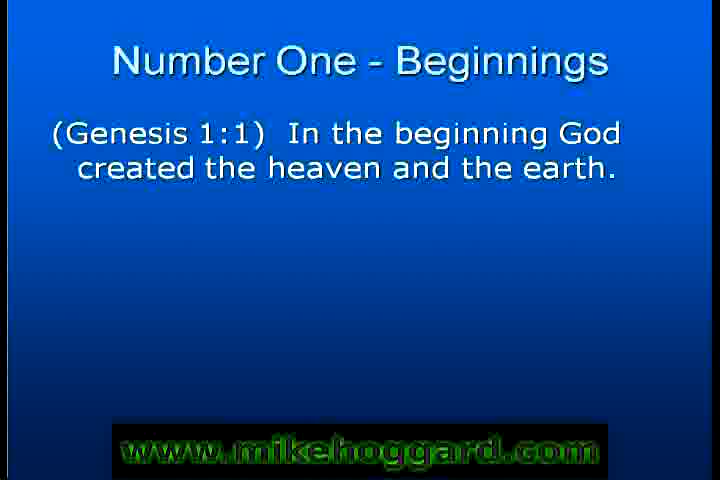 Number One - Beginnings
(Genesis 1:1) In the beginning God
created the heaven and the earth.
www.mikehoggard.com